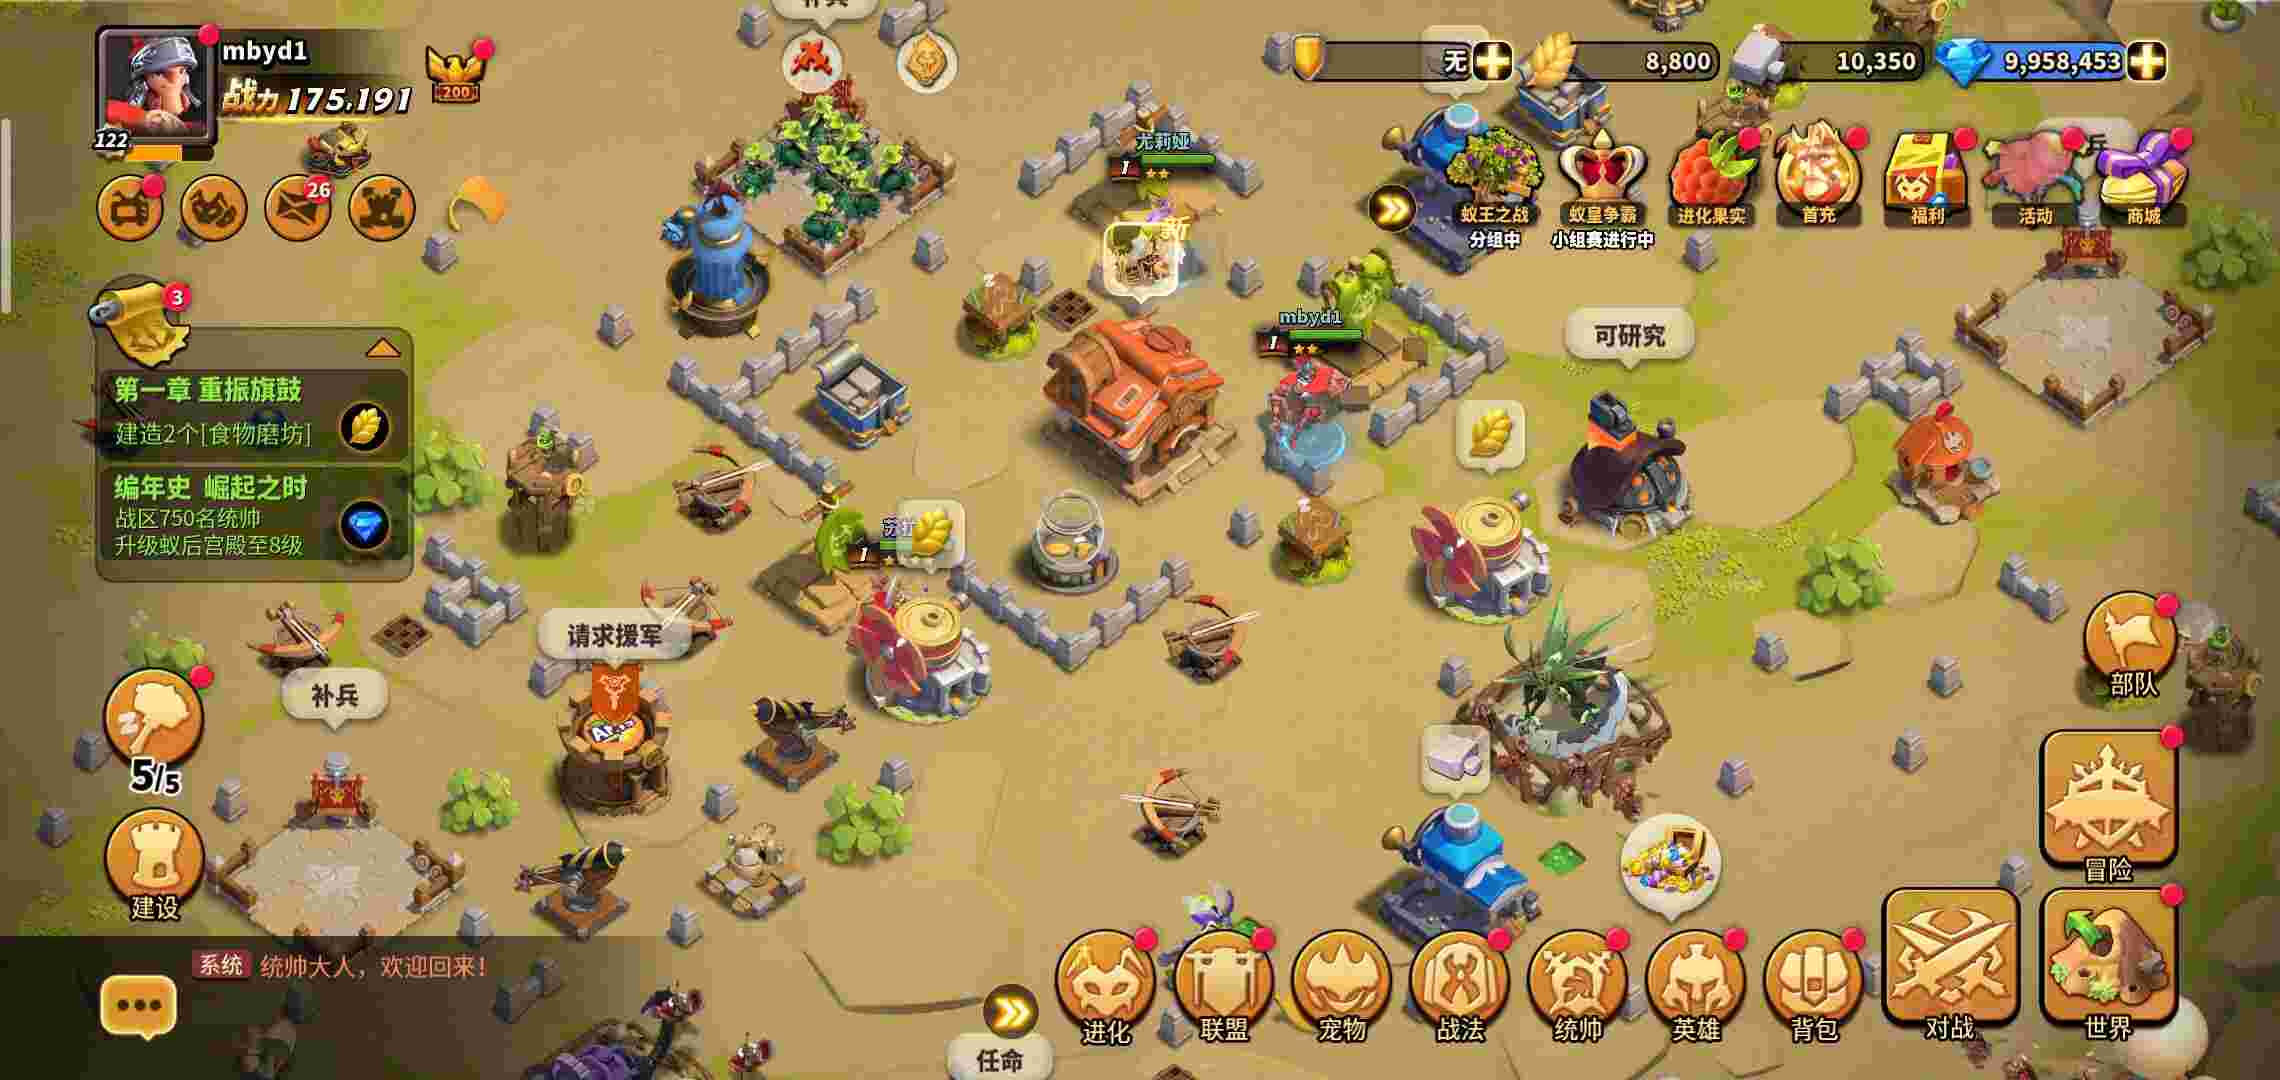 补兵
mbyd1
战力 175.191
200
122
26
无
8,800
10,350
9,958,453
蚁王之战
分组中
蚁皇争霸
小组赛进行中
进化果实
首充
福利
活动
商城
尤莉娅
1
新
mbyd1
1
可研究
3
第一章 重振旗鼓
建造2个[食物磨坊]
编年史 崛起之时
战区750名统帅
升级蚁后宫殿至8级
1
请求援军
补兵
5/5
建设
部队
冒险
系统 统帅大人，欢迎回来!
任命
进化
联盟
宠物
战法
统帅
英雄
背包
对战
世界